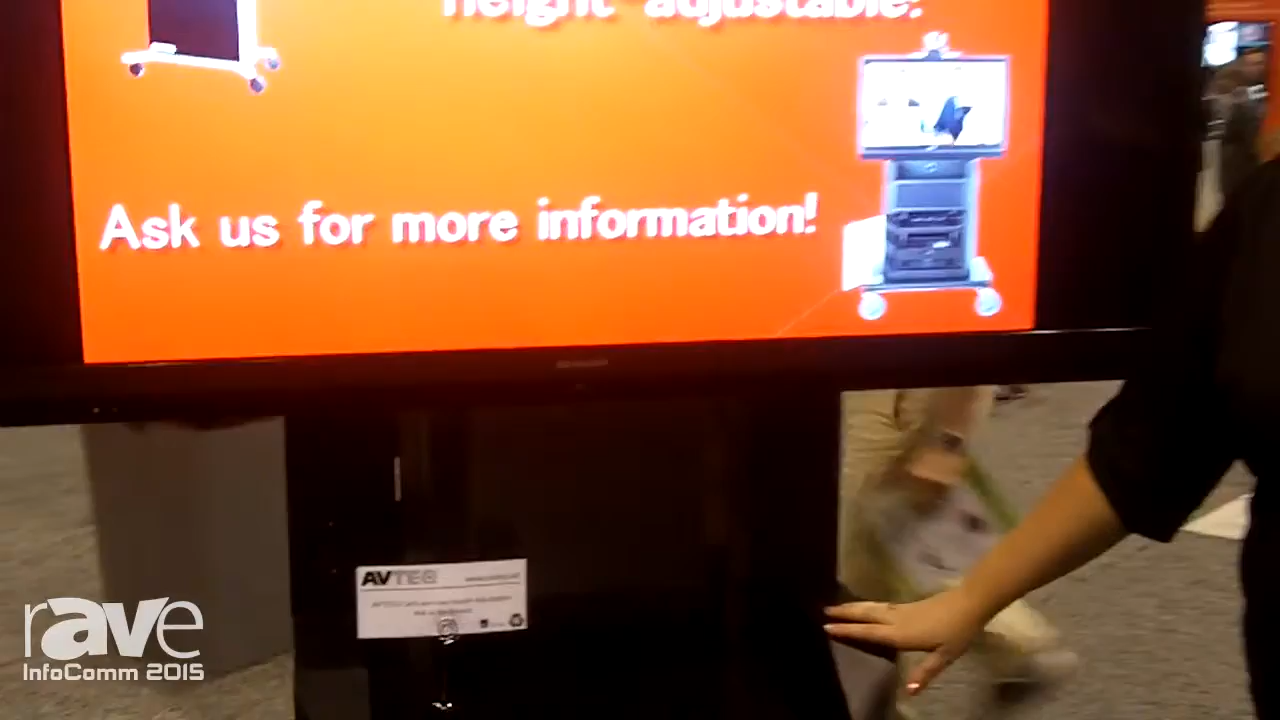 height adjustable.
Ask us for more information!
AVTEQ
rave
InfoComm 2015